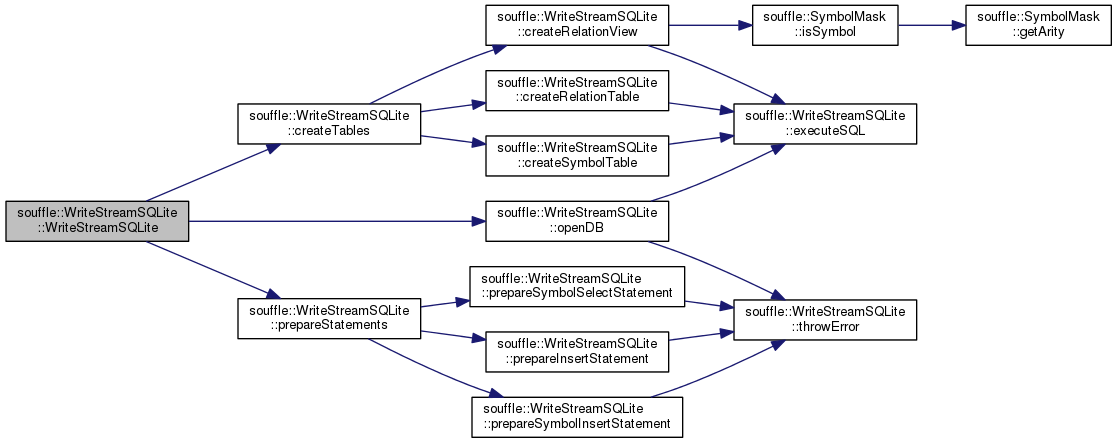 souffle::WriteStreamSQLite
::WriteStreamSQLite
souffle::WriteStreamSQLite
::createTables
souffle::WriteStreamSQLite
::createRelationView
souffle::SymbolMask
::isSymbol
souffle::SymbolMask
::getArity
souffle::WriteStreamSQLite
::createRelationTable
souffle::WriteStreamSQLite
::createSymbolTable
souffle::WriteStreamSQLite
::executeSQL
souffle::WriteStreamSQLite
::openDB
souffle::WriteStreamSQLite
::prepareStatements
souffle::WriteStreamSQLite
::prepareSymbolSelectStatement
souffle::WriteStreamSQLite
::prepareInsertStatement
souffle::WriteStreamSQLite
::prepareSymbolInsertStatement
souffle::WriteStreamSQLite
::throwError